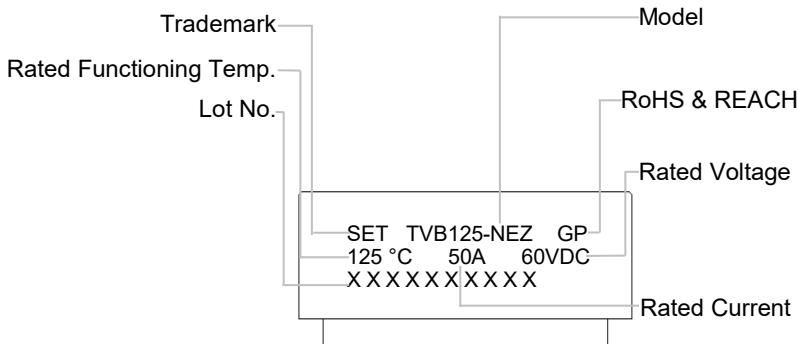 Trademark
Model
Rated Functioning Temp.
RoHS & REACH
Lot No.
Rated Voltage
SET TVB125-NEZ GP
125 °C 50A 60VDC
X X X X X X X X X X
Rated Current